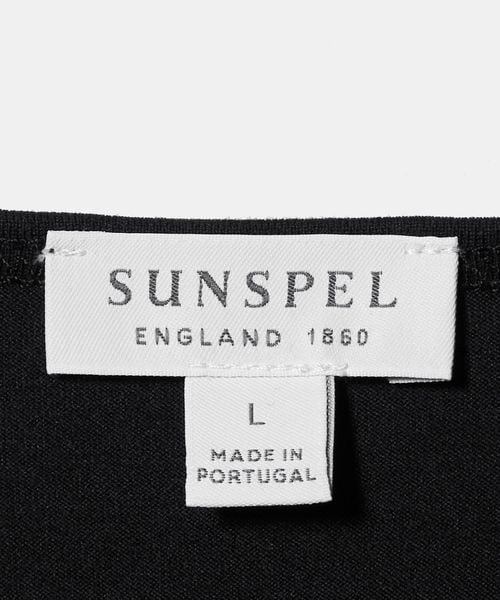 SUNSPEL
ENGLAND 1860
L
MADE IN
PORTUGAL